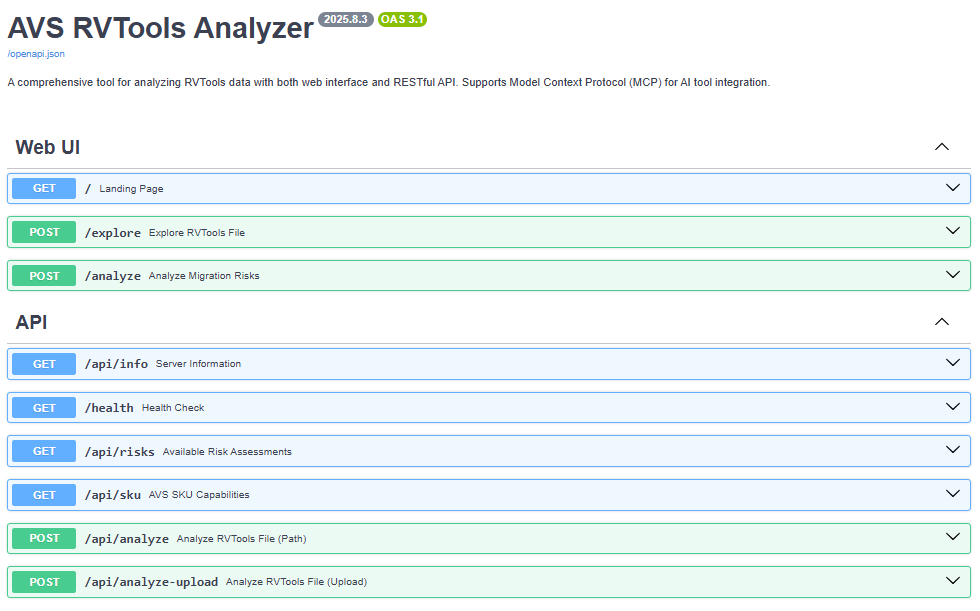 AVS RVTools Analyzer 2025.8.3 OAS 3.1
/openapi.json
A comprehensive tool for analyzing RVTools data with both web interface and RESTful API. Supports Model Context Protocol (MCP) for AI tool integration.
Web UI
GET / Landing Page
POST /explore Explore RVTools File
POST /analyze Analyze Migration Risks
API
GET /api/info Server Information
GET /health Health Check
GET /api/risks Available Risk Assessments
GET /api/sku AVS SKU Capabilities
POST /api/analyze Analyze RVTools File (Path)
POST /api/analyze-upload Analyze RVTools File (Upload)